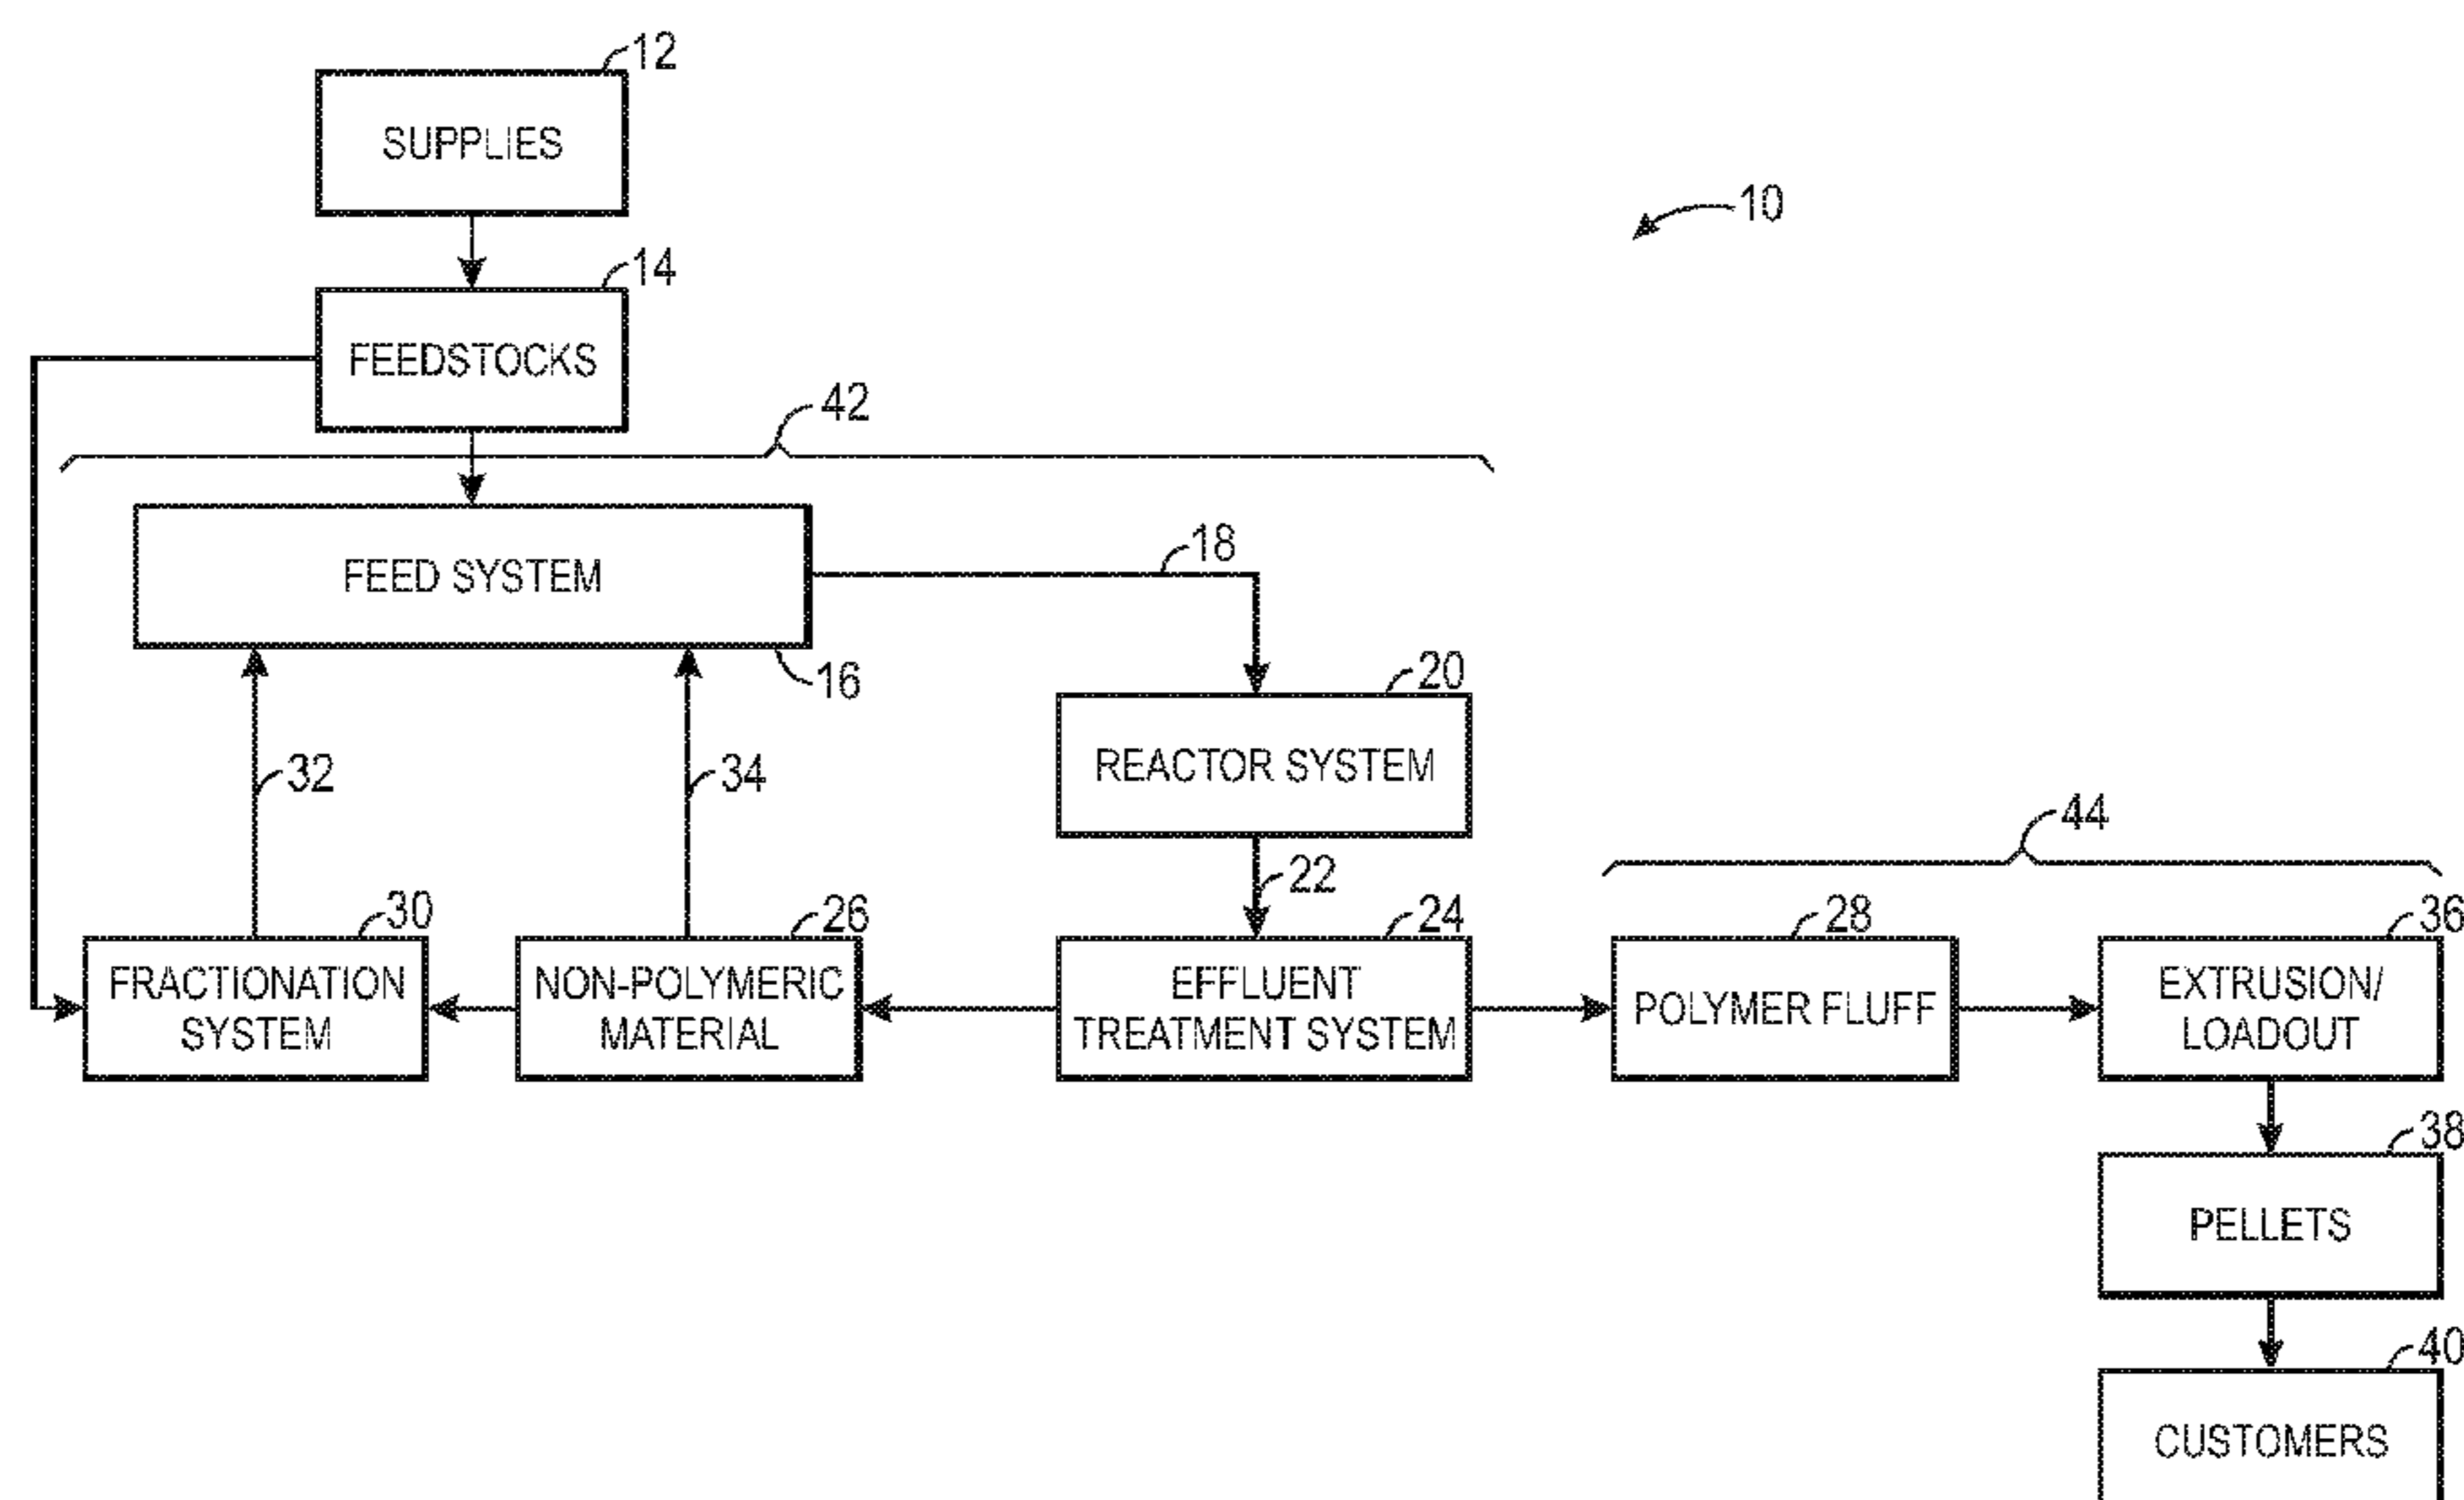 12
SUPPLIES
10
14
FEEDSTOCKS
42
18
FEED SYSTEM
16
20
REACTOR SYSTEM
32
34
44
22
30
26
24
28
36
FRACTIONATION
SYSTEM
NON-POLYMERIC
MATERIAL
EFFLUENT
TREATMENT SYSTEM
POLYMER FLUFF
EXTRUSION/
LOADOUT
38
PELLETS
40
CUSTOMERS